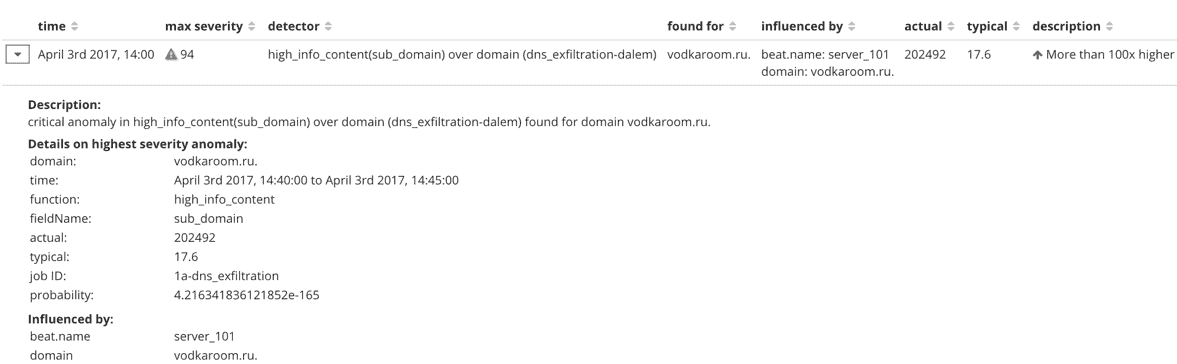 time max severity detector found for influenced by actual typical description
April 3rd 2017, 14:00 94 high_info_content(sub_domain) over domain (dns_exfiltration-dalem) vodkaroom.ru. beat.name: server_101 202492 17.6 More than 100x higher
domain: vodkaroom.ru.
Description:
critical anomaly in high_info_content(sub_domain) over domain (dns_exfiltration-dalem) found for domain vodkaroom.ru.
Details on highest severity anomaly:
domain: vodkaroom.ru.
time: April 3rd 2017, 14:40:00 to April 3rd 2017, 14:45:00
function: high_info_content
fieldName: sub_domain
actual: 202492
typical: 17.6
job ID: 1a-dns_exfiltration
probability: 4.216341836121852e-165
Influenced by:
beat.name server_101
domain vodkaroom.ru.